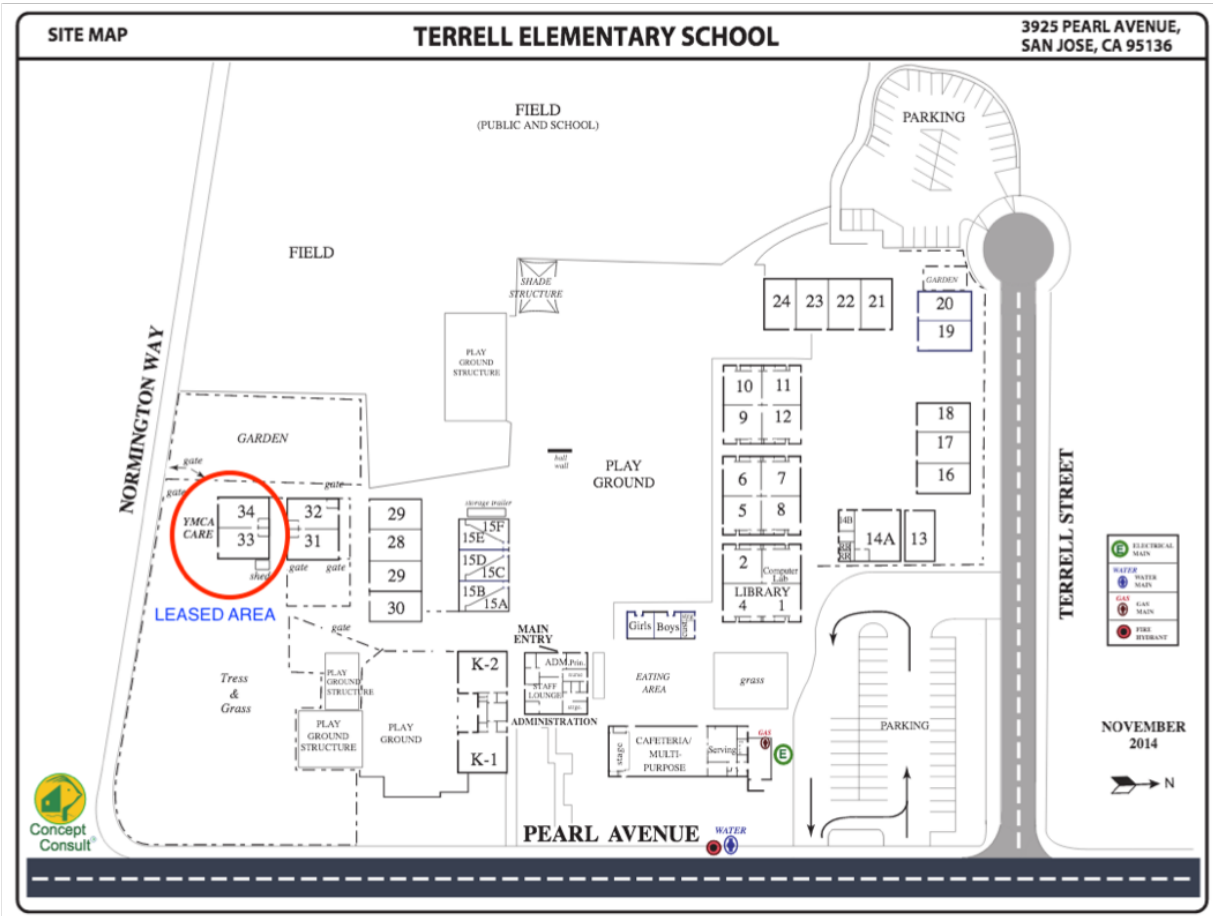 SITE MAP
TERRELL ELEMENTARY SCHOOL
3925 PEARL AVENUE,
SAN JOSE, CA 95136
FIELD
(PUBLIC AND SCHOOL)
PARKING
FIELD
SHADE
STRUCTURE
GARDEN
24 23 22 21
20
19
PLAY
GROUND
STRUCTURE
NORMINGTON WAY
10 11
9 12
18
17
16
GARDEN
gate
gate
gate
ball
wall
PLAY
GROUND
6 7
5 8
TERRELL STREET
YMCA
CARE
34
33
32
31
shed
gate
gate
LEASED AREA
29
28
29
30
storage trailer
15F
15E
15D
15C
15B
15A
14B
14A
13
RR
RR
2
Computer
Lab
LIBRARY
4 1
E ELECTRICAL
MAIN
WATER
WATER
MAIN
GAS
GAS
MAIN
FIRE
HYDRANT
gate
Girls Boys
MAIN
ENTRY
K-2
ADM.
Prin.
STAFF
LOUNGE
ADMINISTRATION
EATING
AREA
grass
Tress
&
Grass
PLAY
GROUND
STRUCTURE
PLAY
GROUND
STRUCTURE
PLAY
GROUND
K-1
stage
CAFETERIA/
MULTI-
PURPOSE
Serving
GAS
E
PARKING
NOVEMBER
2014
N
Concept
Consult
PEARL AVENUE
WATER